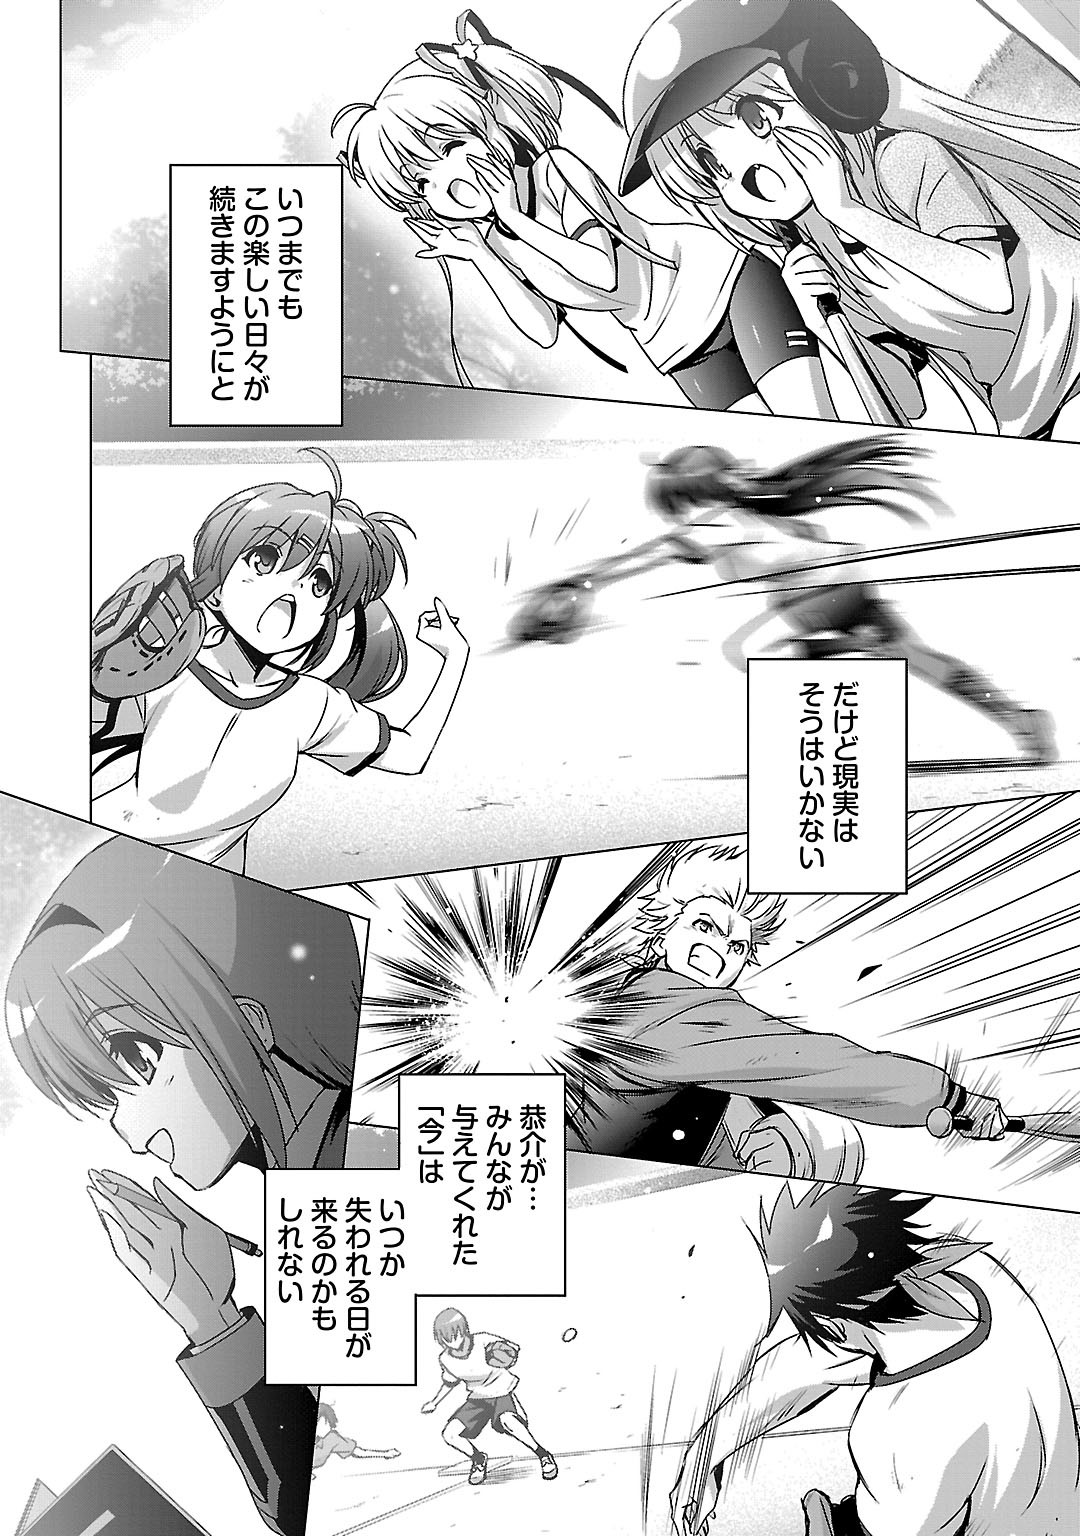 いつまでも
この楽しい日々が
続きますようにと
だけど現実は
そうはいかない
恭介が…
みんなが
与えてくれた
「今」は
いつか
失われる日が
来るのかも
しれない